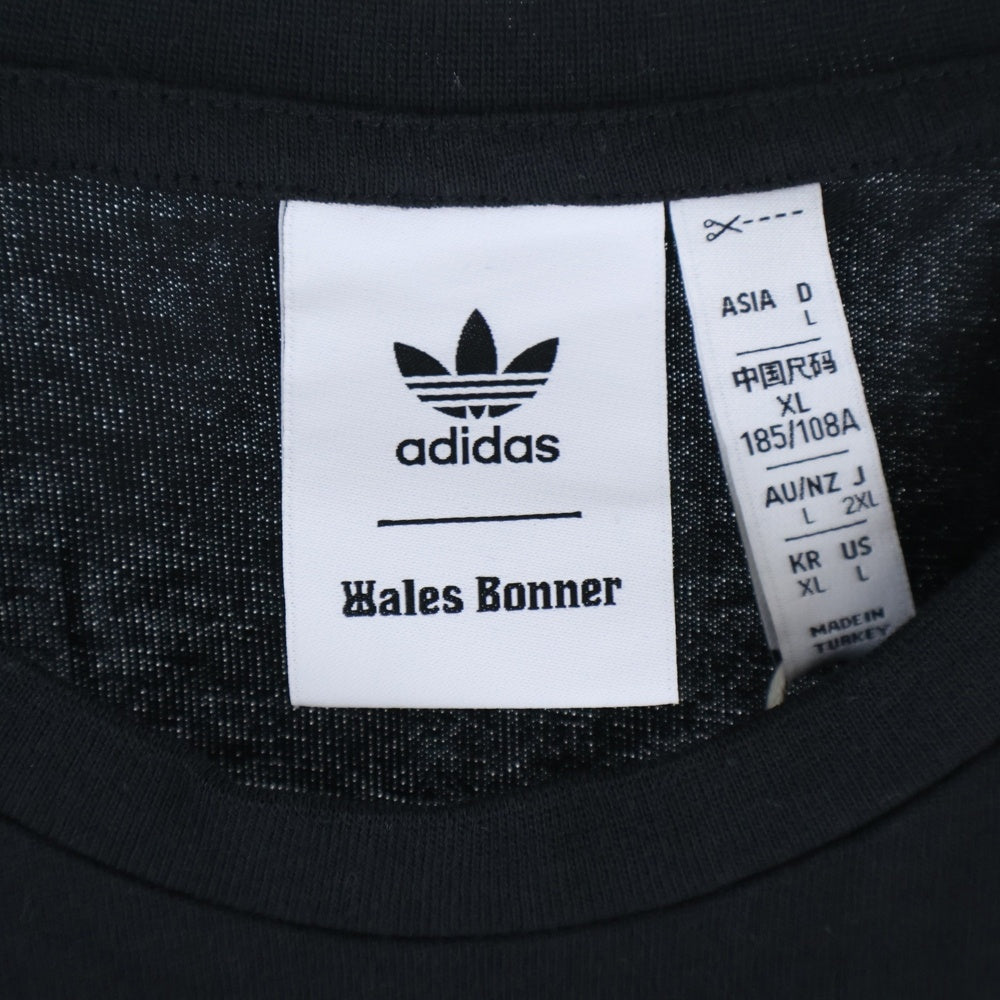 adidas
Wales Bonner
ASIA D
L
中国尺码
XL
185/108A
AU/NZ J
L 2XL
KR US
XL L
MADE IN
TURKEY